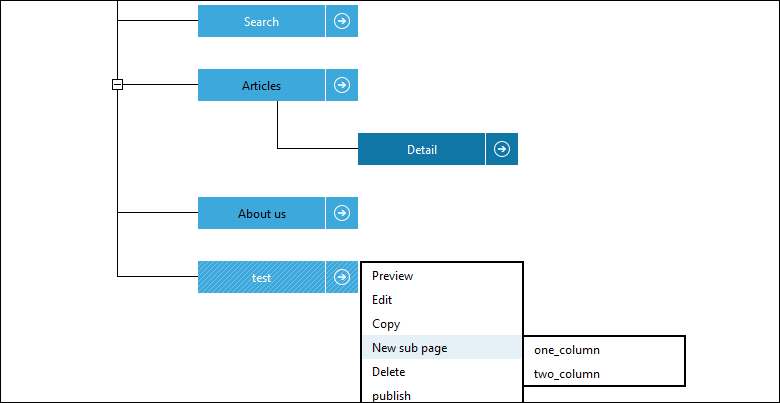 Search
Articles
Detail
About us
test
Preview
Edit
Copy
New sub page
one_column
two_column
Delete
publish